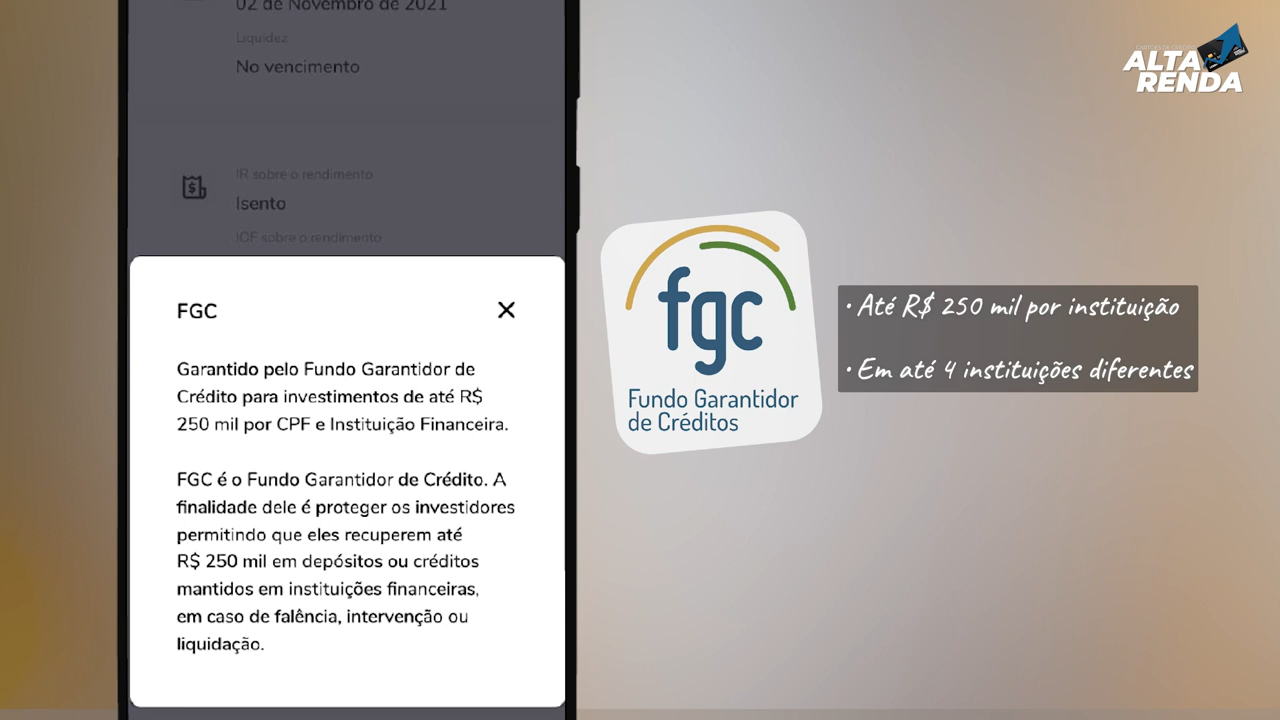 02 de Novembro de 2021
Liquidez
No vencimento
IR sobre o rendimento
Isento
IOF sobre o rendimento
FGC
Garantido pelo Fundo Garantidor de
Crédito para investimentos de até R$
250 mil por CPF e Instituição Financeira.
FGC é o Fundo Garantidor de Crédito. A
finalidade dele é proteger os investidores
permitindo que eles recuperem até
R$ 250 mil em depósitos ou créditos
mantidos em instituições financeiras,
em caso de falência, intervenção ou
liquidação.
fgc
Fundo Garantidor
de Créditos
• Até R$ 250 mil por instituição
• Em até 4 instituições diferentes
ALTA
RENDA